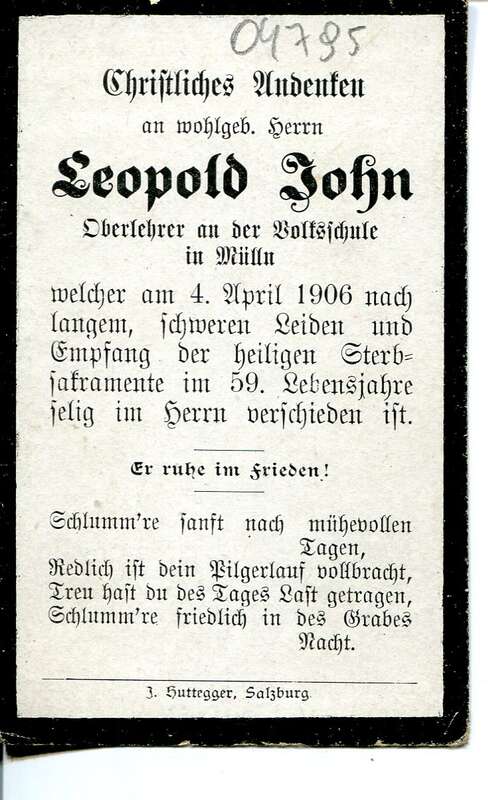 04795
Christliches Andenken
an wohlgeb. Herrn
Leopold John
Oberlehrer an der Volksschule
in Mülln
welcher am 4. April 1906 nach
langem, schweren Leiden und
Empfang der heiligen Sterb-
sakramente im 59. Lebensjahre
selig im Herrn verschieden ist.
Er ruhe im Frieden!
Schlumm're sanft nach mühevollen
Tagen,
Redlich ist dein Pilgerlauf vollbracht,
Treu hast du des Tages Last getragen,
Schlumm're friedlich in des Grabes
Nacht.
J. Huttegger, Salzburg